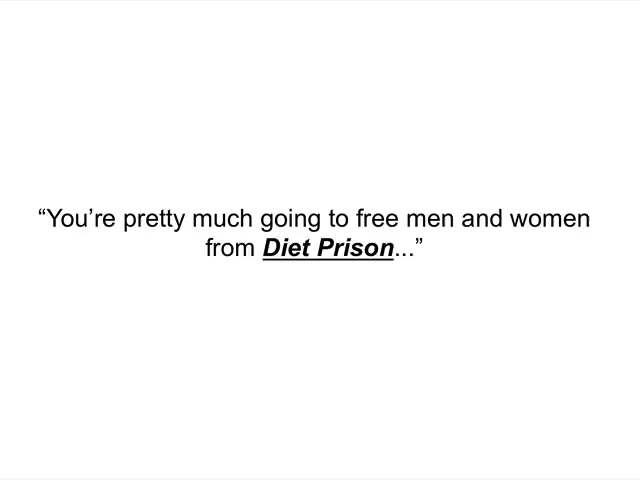 “You’re pretty much going to free men and women
from Diet Prison...”